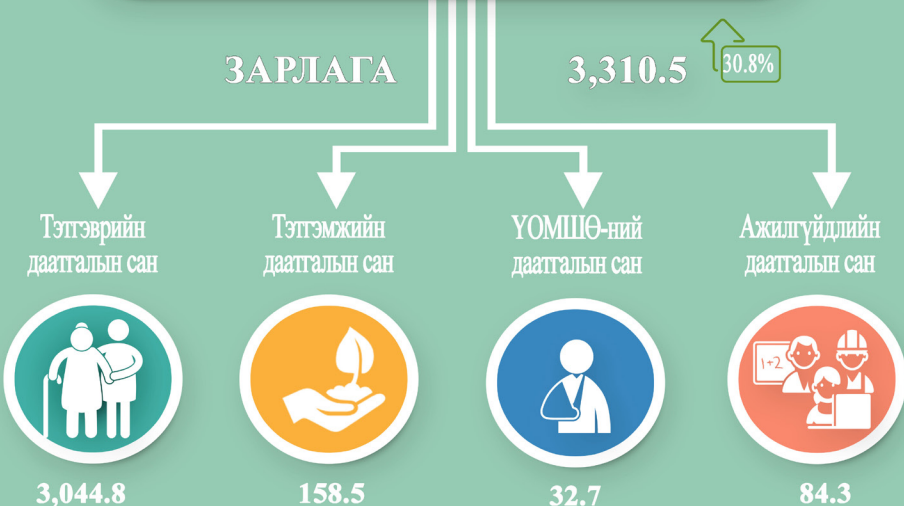 ЗАРЛАГА 3,310.5 30.8%
Тэтгэврийн
даатгалын сан
Тэтгэмжийн
даатгалын сан
ҮОМШӨ-ний
даатгалын сан
Ажилгүйдлийн
даатгалын сан
1+2
3,044.8
158.5
32.7
84.3